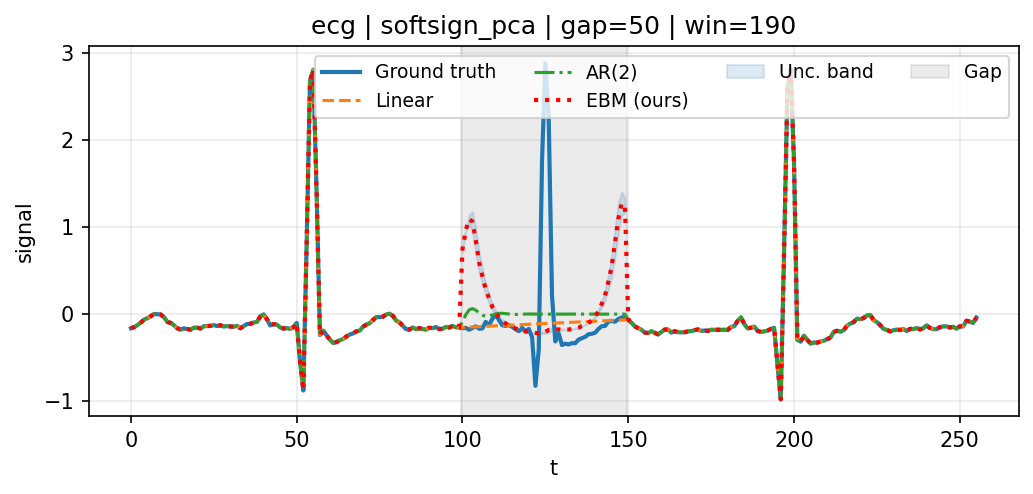 ecg | softsign_pca | gap=50 | win=190
Ground truth
Linear
AR(2)
EBM (ours)
Unc. band
Gap
signal
3
2
1
0
−1
0
50
100
150
200
250
t